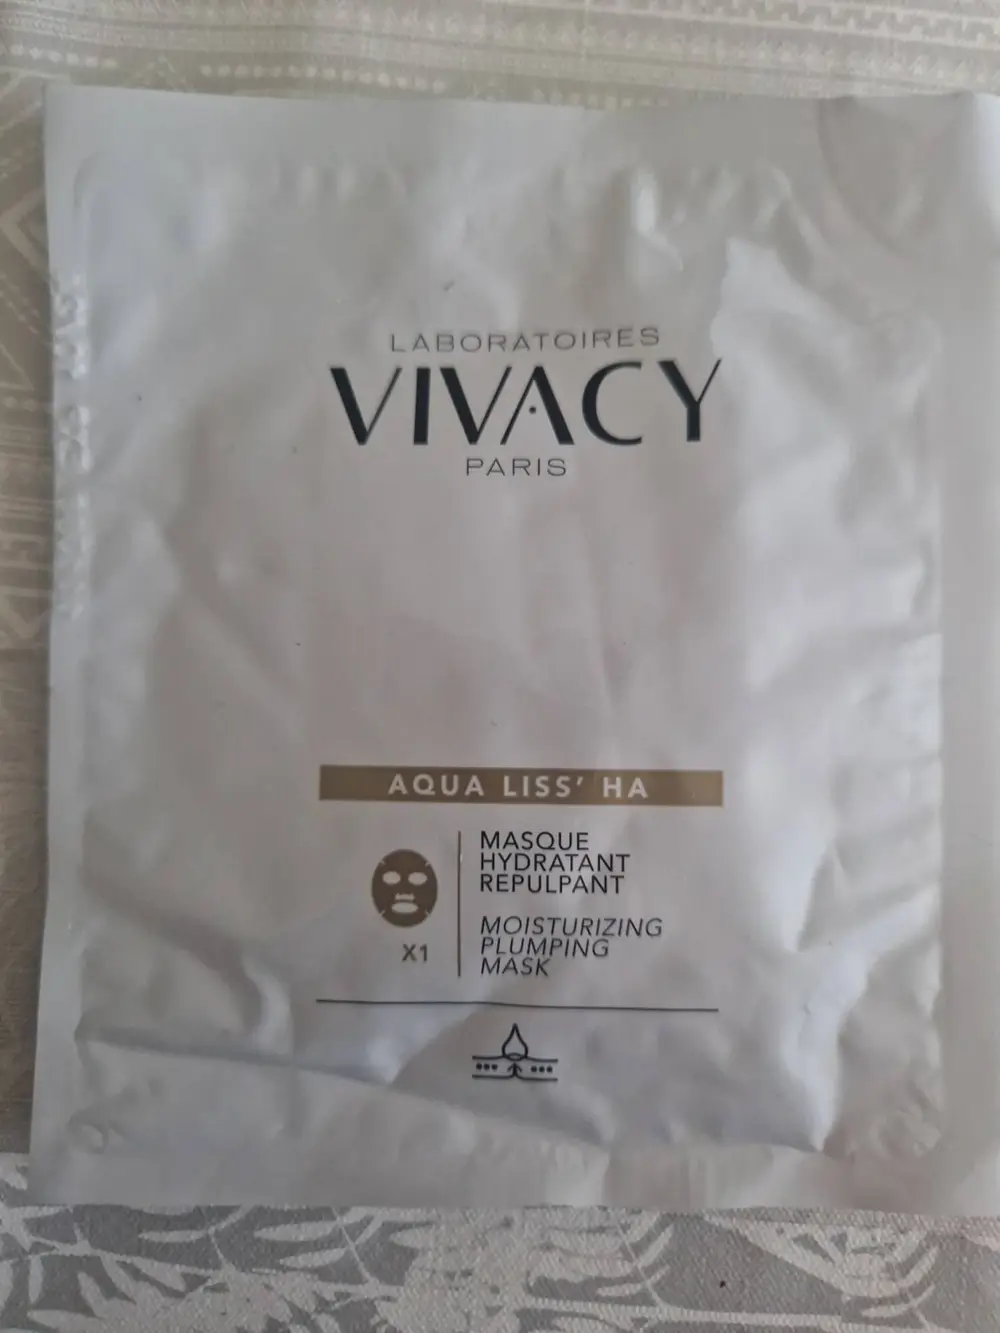 LABORATOIRES
VIVACY
PARIS
AQUA LISS' HA
MASQUE
HYDRATANT
REPULPANT
MOISTURIZING
PLUMPING
MASK
X1